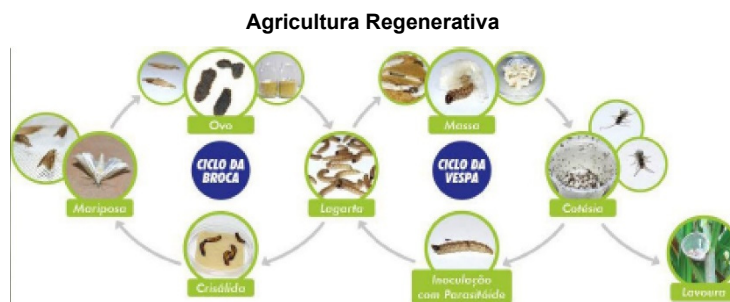 Agricultura Regenerativa
Ovo
Massa
CICLO DA
BROCA
CICLO DA
VESPA
Mariposa
Lagarta
Cotésia
Crisálida
Inoculação
com Parasitóide
Lavoura